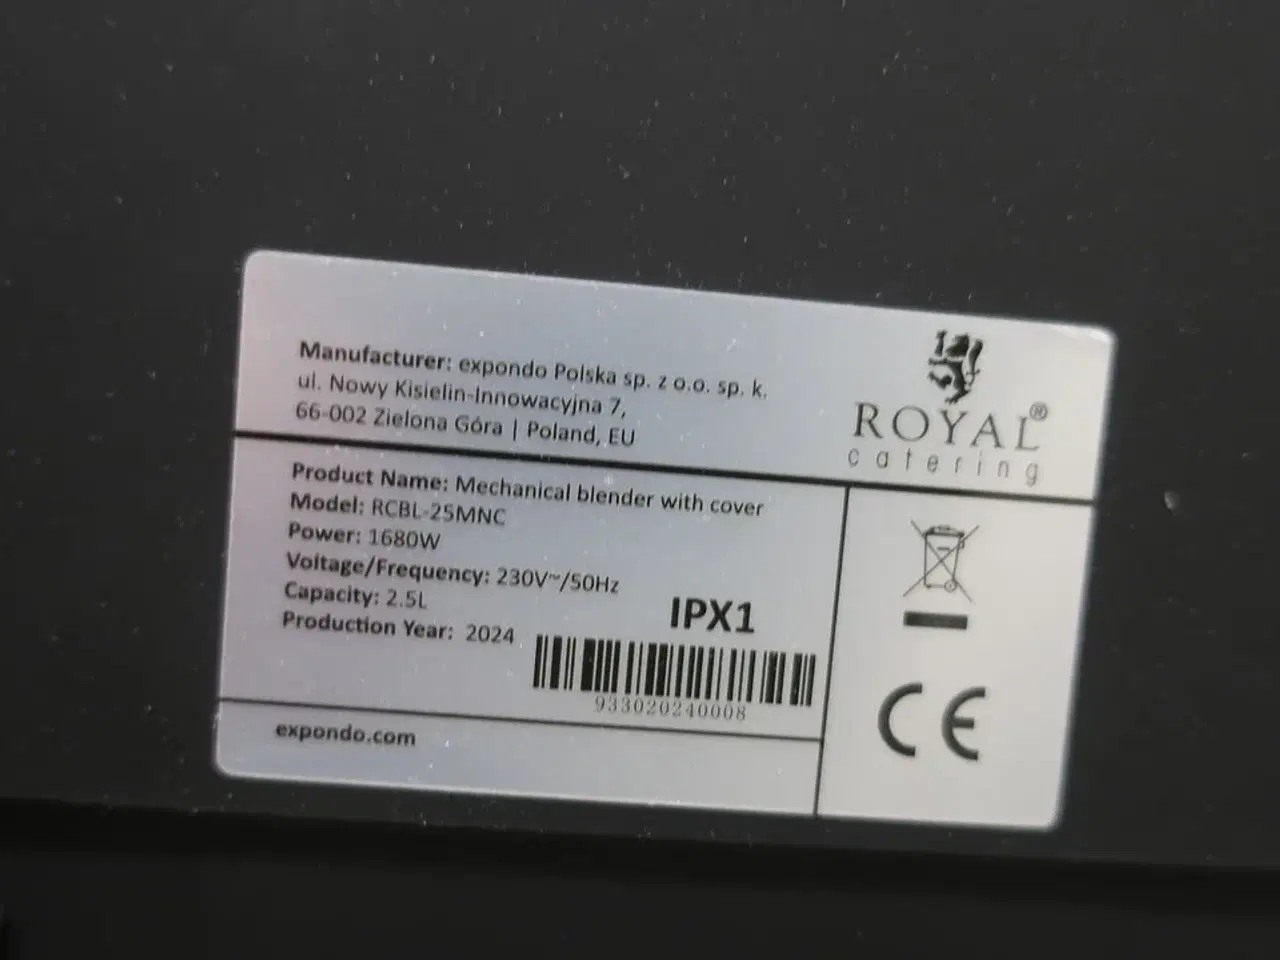 Manufacturer: expondo Polska sp. z o.o. sp. k.
ul. Nowy Kisielin-Innowacyjna 7,
66-002 Zielona Góra | Poland, EU
ROYAL®
catering
Product Name: Mechanical blender with cover
Model: RCBL-25MNC
Power: 1680W
Voltage/Frequency: 230V~/50Hz
Capacity: 2.5L
Production Year: 2024
IPX1
933020240008
expondo.com
CE